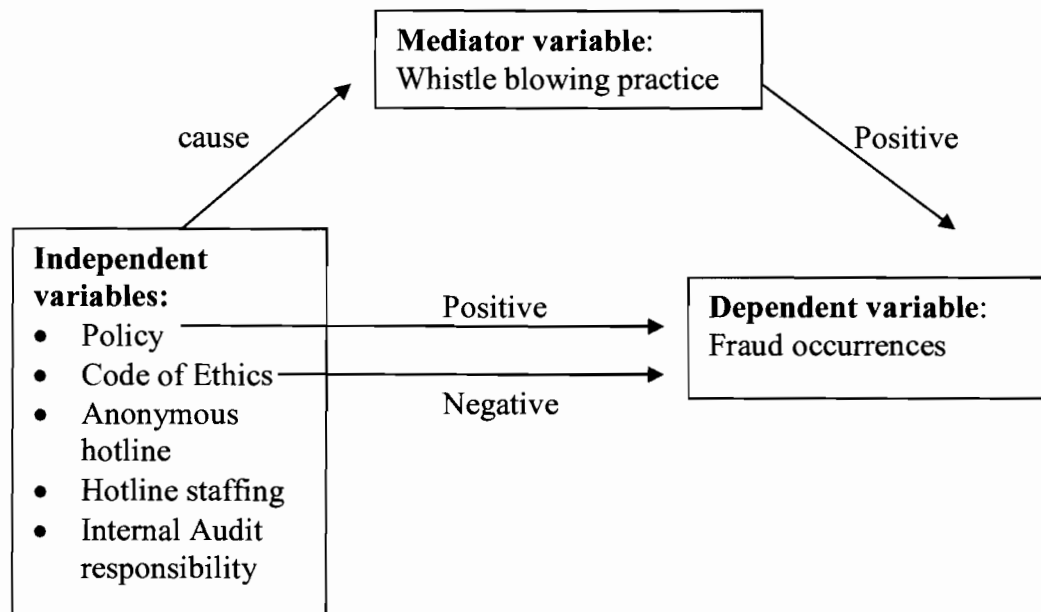 Mediator variable:
Whistle blowing practice
cause
Positive
Independent
variables:
• Policy
• Code of Ethics
• Anonymous
hotline
• Hotline staffing
• Internal Audit
responsibility
Positive
Negative
Dependent variable:
Fraud occurrences